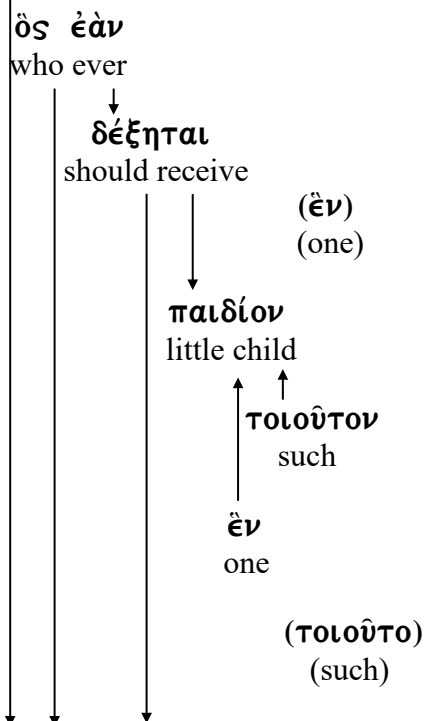 ὃς ἐὰν
who ever
δέξηται
should receive
(ἓν)
(one)
παιδίον
little child
τοιοῦτον
such
ἓν
one
(τοιοῦτο)
(such)